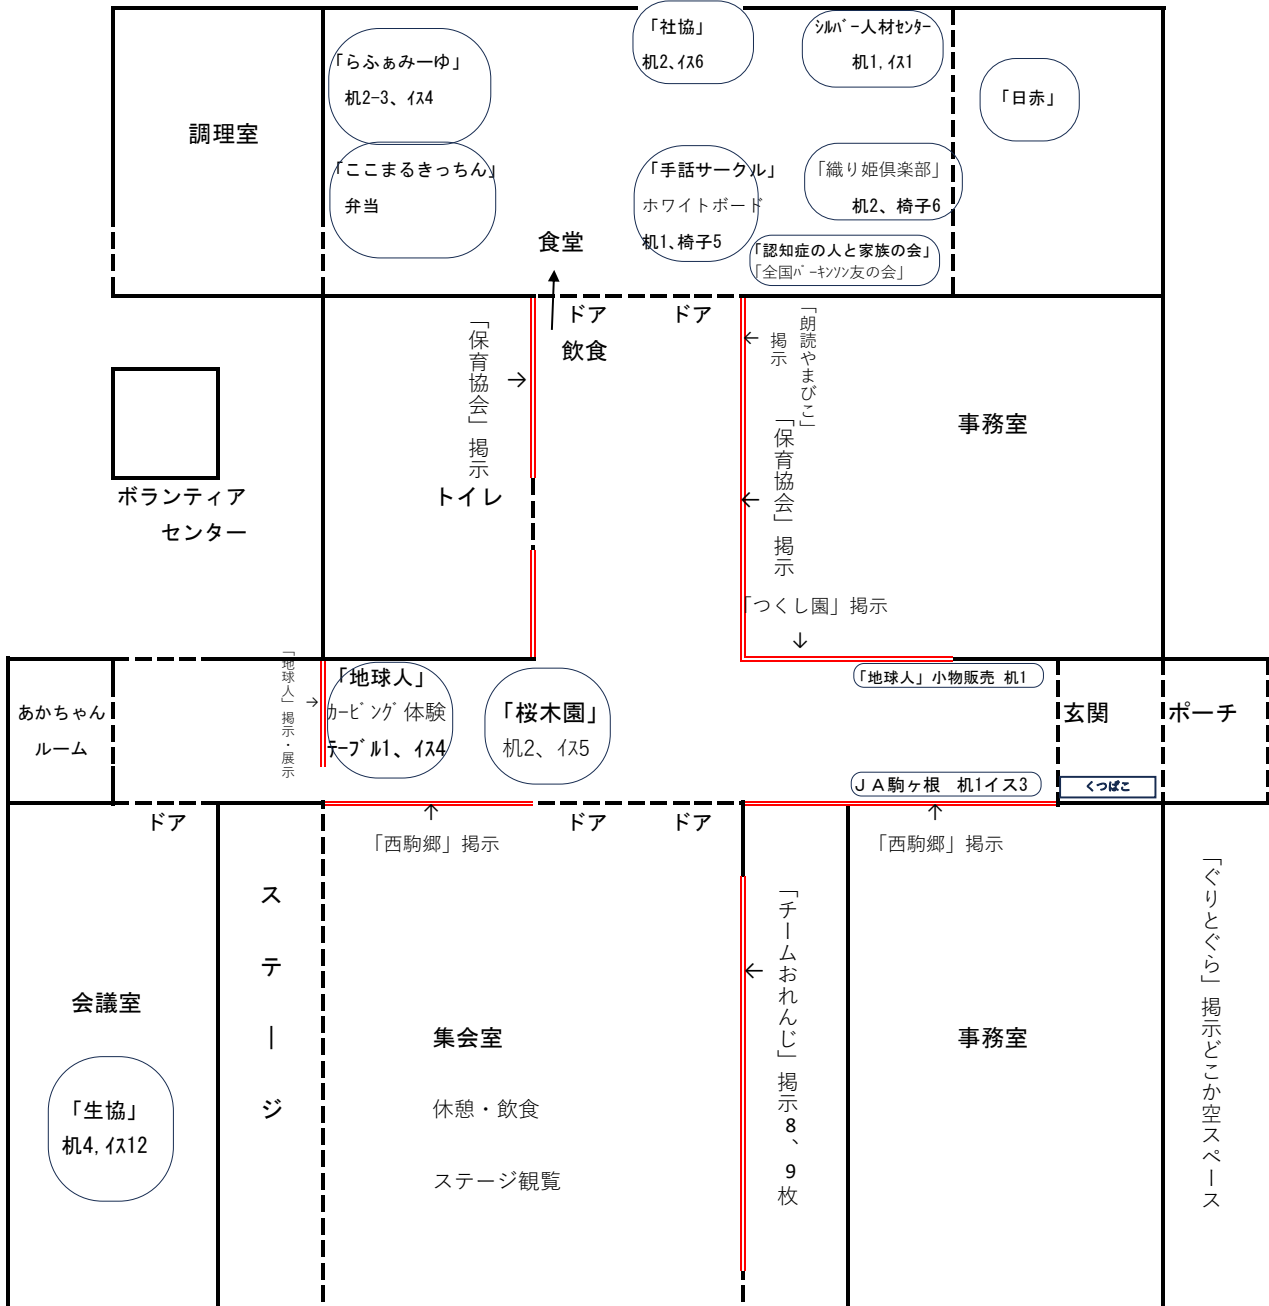 「社協」
机2、ｲｽ6
ｼﾙﾊﾞｰ人材ｾﾝﾀｰ
机1, ｲｽ1
「らふぁみーゆ」
机2-3、ｲｽ4
「日赤」
調理室
「ここまるきっちん」
弁当
「手話サークル」
ホワイトボード
机1、椅子5
「織り姫倶楽部」
机2、椅子6
食堂
「認知症の人と家族の会」
「全国ﾊﾟｰｷﾝｿﾝ友の会」
ドア
ドア
飲食
「保育協会」掲示
→
「朗読やまびこ」
掲示
←
「保育協会」掲示
←
事務室
トイレ
ボランティア
センター
「つくし園」掲示
↓
「地球人」掲示・展示
→
「地球人」
ｶｰﾋﾞﾝｸﾞ体験
ﾃｰﾌﾞﾙ1、ｲｽ4
「桜木園」
机2、ｲｽ5
「地球人」小物販売 机1
あかちゃん
ルーム
玄関
ポーチ
ＪＡ駒ヶ根　机1イス3
くつばこ
ドア
↑
「西駒郷」掲示
ドア
ドア
↑
「西駒郷」掲示
ステージ
「チームおれんじ」掲示8、9枚
←
「ぐりとぐら」掲示どこか空スペース
会議室
集会室
事務室
「生協」
机4, ｲｽ12
休憩・飲食
ステージ観覧